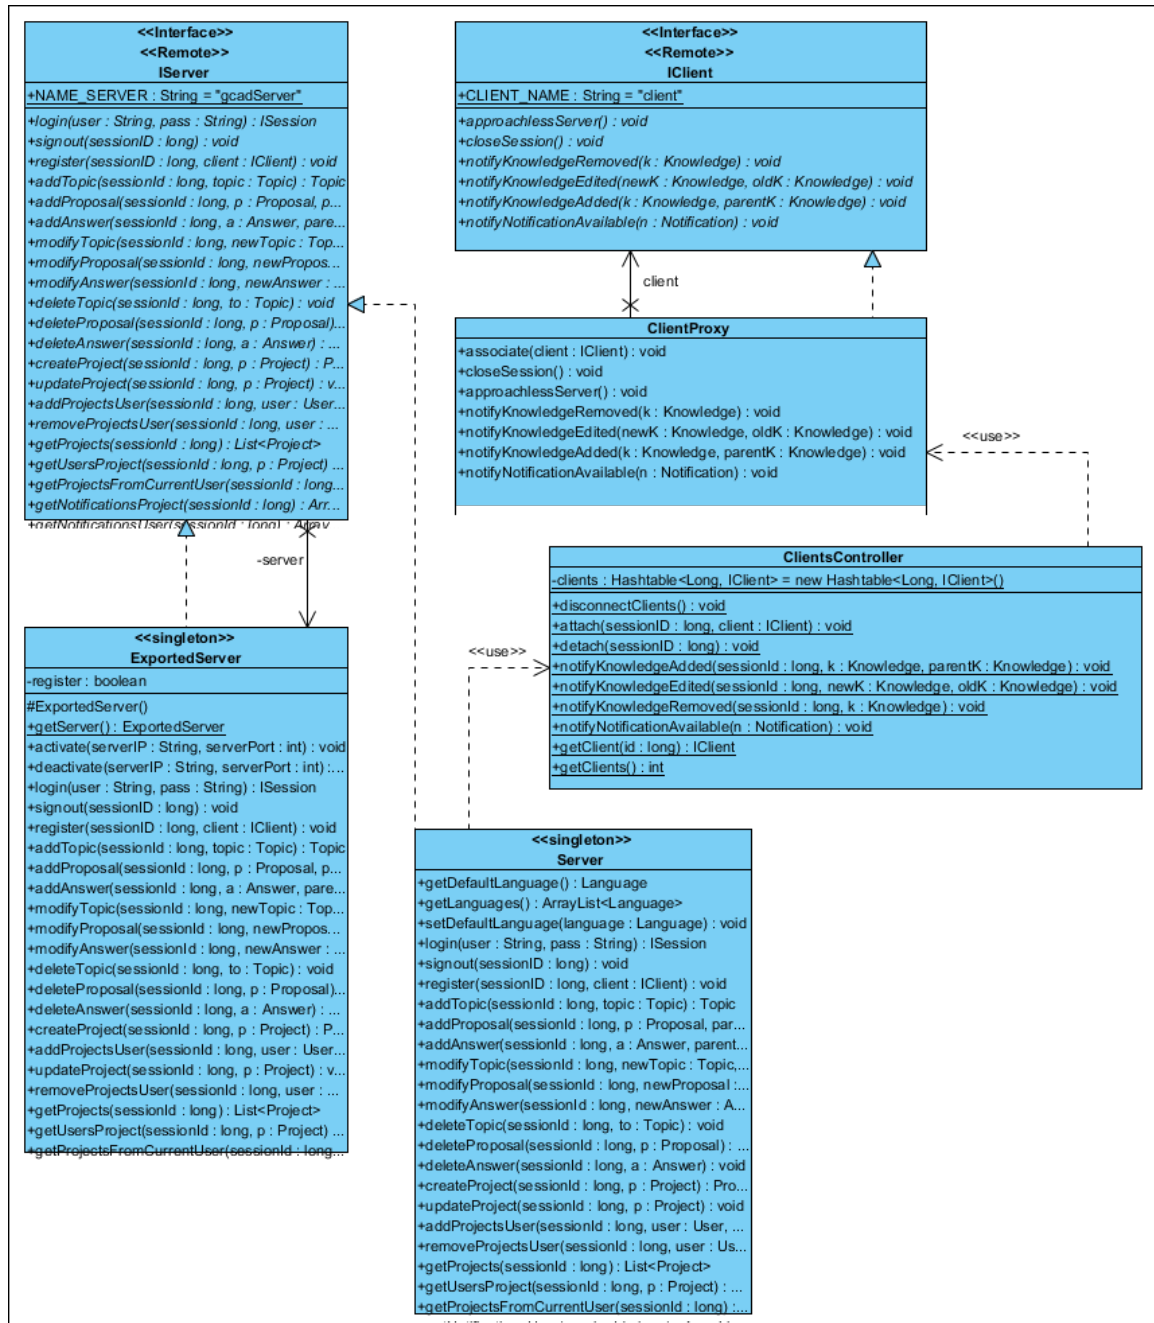 <<Interface>>
<<Remote>>
IServer
+NAME_SERVER : String = "gcadServer"
+login(user : String, pass : String) : ISession
+signout(sessionID : long) : void
+register(sessionID : long, client : IClient) : void
+addTopic(sessionId : long, topic : Topic) : Topic
+addProposal(sessionId : long, p : Proposal, p...
+addAnswer(sessionId : long, a : Answer, pare...
+modifyTopic(sessionId : long, newTopic : Top...
+modifyProposal(sessionId : long, newPropos...
+modifyAnswer(sessionId : long, newAnswer : ...
+deleteTopic(sessionId : long, to : Topic) : void
+deleteProposal(sessionId : long, p : Proposal)...
+deleteAnswer(sessionId : long, a : Answer) : ...
+createProject(sessionId : long, p : Project) : P...
+updateProject(sessionId : long, p : Project) : v...
+addProjectsUser(sessionId : long, user : User...
+removeProjectsUser(sessionId : long, user : ...
+getProjects(sessionId : long) : List<Project>
+getUsersProject(sessionId : long, p : Project) ...
+getProjectsFromCurrentUser(sessionId : long...
+getNotificationsProject(sessionId : long) : Arr...
+getNotificationsUser(sessionId : long) : Array
<<Interface>>
<<Remote>>
IClient
+CLIENT_NAME : String = "client"
+approachlessServer() : void
+closeSession() : void
+notifyKnowledgeRemoved(k : Knowledge) : void
+notifyKnowledgeEdited(newK : Knowledge, oldK : Knowledge) : void
+notifyKnowledgeAdded(k : Knowledge, parentK : Knowledge) : void
+notifyNotificationAvailable(n : Notification) : void
client
ClientProxy
+associate(client : IClient) : void
+closeSession() : void
+approachlessServer() : void
+notifyKnowledgeRemoved(k : Knowledge) : void
+notifyKnowledgeEdited(newK : Knowledge, oldK : Knowledge) : void
+notifyKnowledgeAdded(k : Knowledge, parentK : Knowledge) : void
+notifyNotificationAvailable(n : Notification) : void
<<use>>
-server
ClientsController
-clients : Hashtable<Long, IClient> = new Hashtable<Long, IClient>()
+disconnectClients() : void
+attach(sessionID : long, client : IClient) : void
+detach(sessionID : long) : void
+notifyKnowledgeAdded(sessionId : long, k : Knowledge, parentK : Knowledge) : void
+notifyKnowledgeEdited(sessionId : long, newK : Knowledge, oldK : Knowledge) : void
+notifyKnowledgeRemoved(sessionId : long, k : Knowledge) : void
+notifyNotificationAvailable(n : Notification) : void
+getClient(id : long) : IClient
+getClients() : int
<<use>>
<<singleton>>
ExportedServer
-register : boolean
#ExportedServer()
+getServer() : ExportedServer
+activate(serverIP : String, serverPort : int) : void
+deactivate(serverIP : String, serverPort : int) :...
+login(user : String, pass : String) : ISession
+signout(sessionID : long) : void
+register(sessionID : long, client : IClient) : void
+addTopic(sessionId : long, topic : Topic) : Topic
+addProposal(sessionId : long, p : Proposal, p...
+addAnswer(sessionId : long, a : Answer, pare...
+modifyTopic(sessionId : long, newTopic : Top...
+modifyProposal(sessionId : long, newPropos...
+modifyAnswer(sessionId : long, newAnswer : ...
+deleteTopic(sessionId : long, to : Topic) : void
+deleteProposal(sessionId : long, p : Proposal)...
+deleteAnswer(sessionId : long, a : Answer) : ...
+createProject(sessionId : long, p : Project) : P...
+addProjectsUser(sessionId : long, user : User...
+updateProject(sessionId : long, p : Project) : v...
+removeProjectsUser(sessionId : long, user : ...
+getProjects(sessionId : long) : List<Project>
+getUsersProject(sessionId : long, p : Project) ...
+getProjectsFromCurrentUser(sessionId : long...
<<singleton>>
Server
+getDefaultLanguage() : Language
+getLanguages() : ArrayList<Language>
+setDefaultLanguage(language : Language) : void
+login(user : String, pass : String) : ISession
+signout(sessionID : long) : void
+register(sessionID : long, client : IClient) : void
+addTopic(sessionId : long, topic : Topic) : Topic
+addProposal(sessionId : long, p : Proposal, par...
+addAnswer(sessionId : long, a : Answer, parent...
+modifyTopic(sessionId : long, newTopic : Topic,...
+modifyProposal(sessionId : long, newProposal :...
+modifyAnswer(sessionId : long, newAnswer : A...
+deleteTopic(sessionId : long, to : Topic) : void
+deleteProposal(sessionId : long, p : Proposal) : ...
+deleteAnswer(sessionId : long, a : Answer) : void
+createProject(sessionId : long, p : Project) : Pro...
+updateProject(sessionId : long, p : Project) : void
+addProjectsUser(sessionId : long, user : User, ...
+removeProjectsUser(sessionId : long, user : Us...
+getProjects(sessionId : long) : List<Project>
+getUsersProject(sessionId : long, p : Project) : ...
+getProjectsFromCurrentUser(sessionId : long) :...